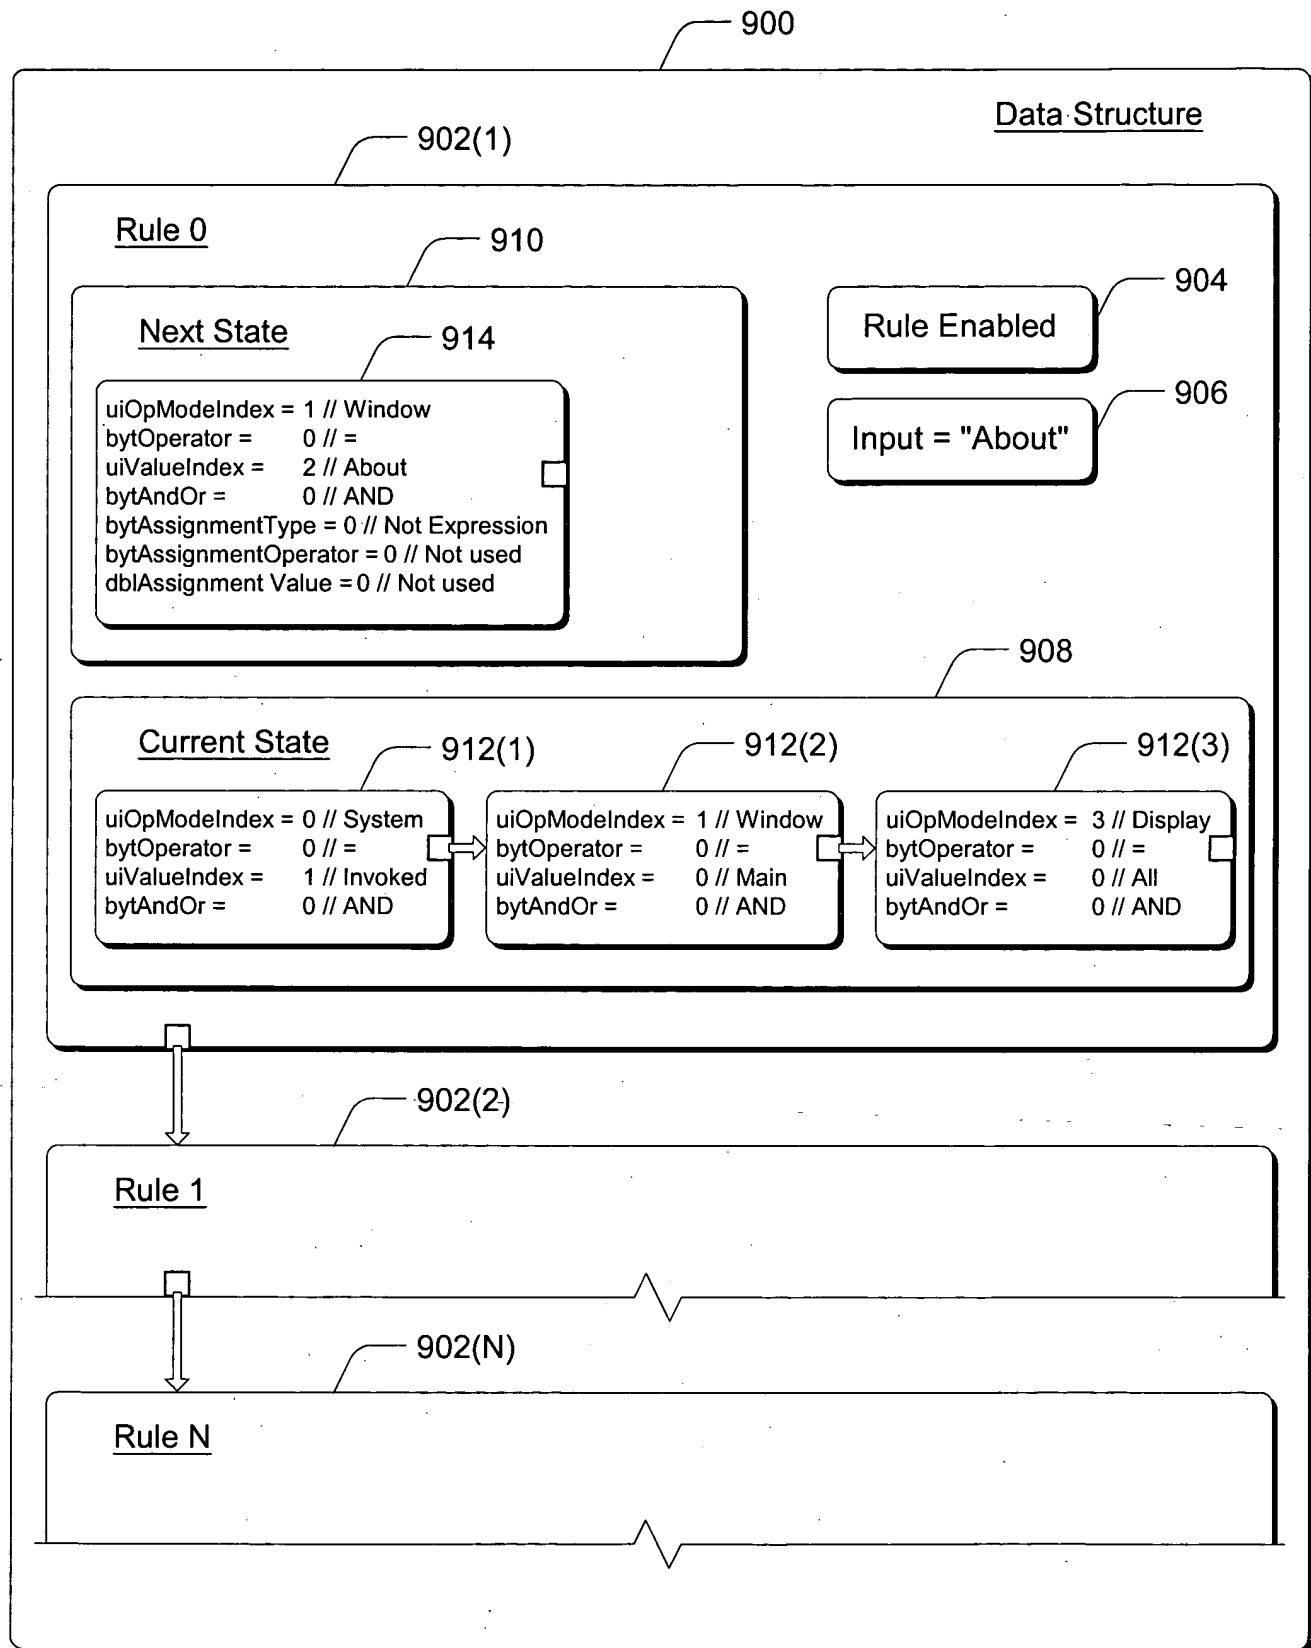 900
Data Structure
902(1)
Rule 0
910
904
Next State
Rule Enabled
914
906
uiOpModeIndex = 1 // Window
bytOperator = 0 // =
uiValueIndex = 2 // About
bytAndOr = 0 // AND
bytAssignmentType = 0 // Not Expression
bytAssignmentOperator = 0 // Not used
dblAssignment Value = 0 // Not used
Input = "About"
908
Current State
912(1)
912(2)
912(3)
uiOpModeIndex = 0 // System
bytOperator = 0 // =
uiValueIndex = 1 // Invoked
bytAndOr = 0 // AND
uiOpModeIndex = 1 // Window
bytOperator = 0 // =
uiValueIndex = 0 // Main
bytAndOr = 0 // AND
uiOpModeIndex = 3 // Display
bytOperator = 0 // =
uiValueIndex = 0 // All
bytAndOr = 0 // AND
902(2)
Rule 1
902(N)
Rule N